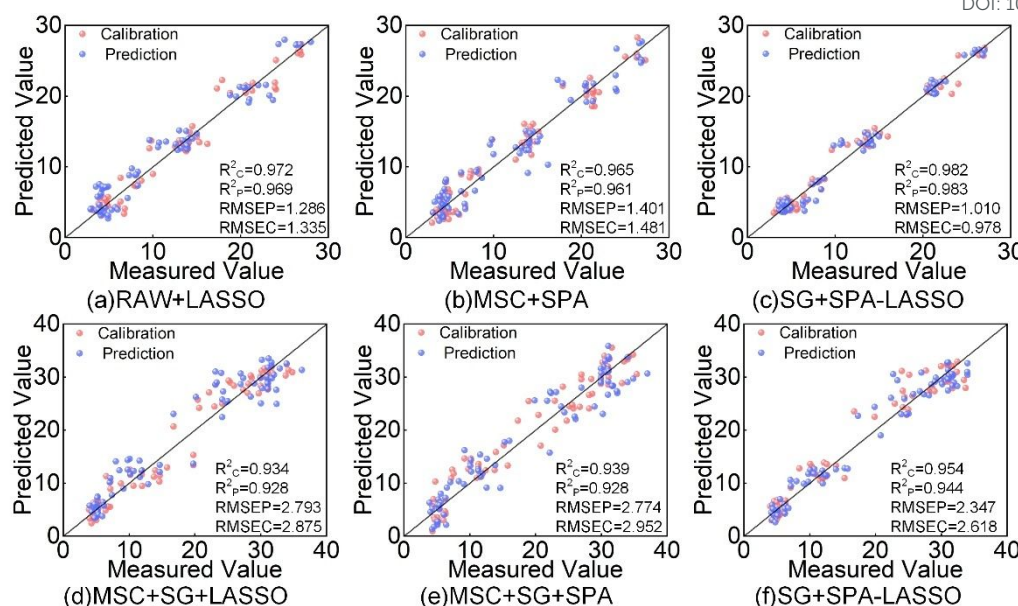 DOI: 10
30
20
10
0
Predicted Value
Calibration
Prediction
R²C=0.972
R²P=0.969
RMSEP=1.286
RMSEC=1.335
10 20 30
Measured Value
(a)RAW+LASSO
30
20
10
0
Predicted Value
Calibration
Prediction
R²C=0.965
R²P=0.961
RMSEP=1.401
RMSEC=1.481
10 20 30
Measured Value
(b)MSC+SPA
30
20
10
0
Predicted Value
Calibration
Prediction
R²C=0.982
R²P=0.983
RMSEP=1.010
RMSEC=0.978
10 20 30
Measured Value
(c)SG+SPA-LASSO
40
30
20
10
0
Predicted Value
Calibration
Prediction
R²C=0.934
R²P=0.928
RMSEP=2.793
RMSEC=2.875
0 10 20 30 40
Measured Value
(d)MSC+SG+LASSO
40
30
20
10
0
Predicted Value
Calibration
Prediction
R²C=0.939
R²P=0.928
RMSEP=2.774
RMSEC=2.952
0 10 20 30 40
Measured Value
(e)MSC+SG+SPA
40
30
20
10
0
Predicted Value
Calibration
Prediction
R²C=0.954
R²P=0.944
RMSEP=2.347
RMSEC=2.618
0 10 20 30 40
Measured Value
(f)SG+SPA-LASSO